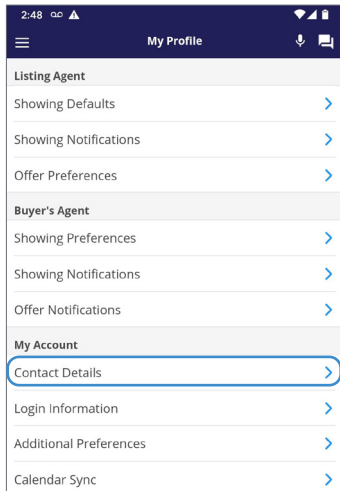 2:48
My Profile
Listing Agent
Showing Defaults
Showing Notifications
Offer Preferences
Buyer's Agent
Showing Preferences
Showing Notifications
Offer Notifications
My Account
Contact Details
Login Information
Additional Preferences
Calendar Sync